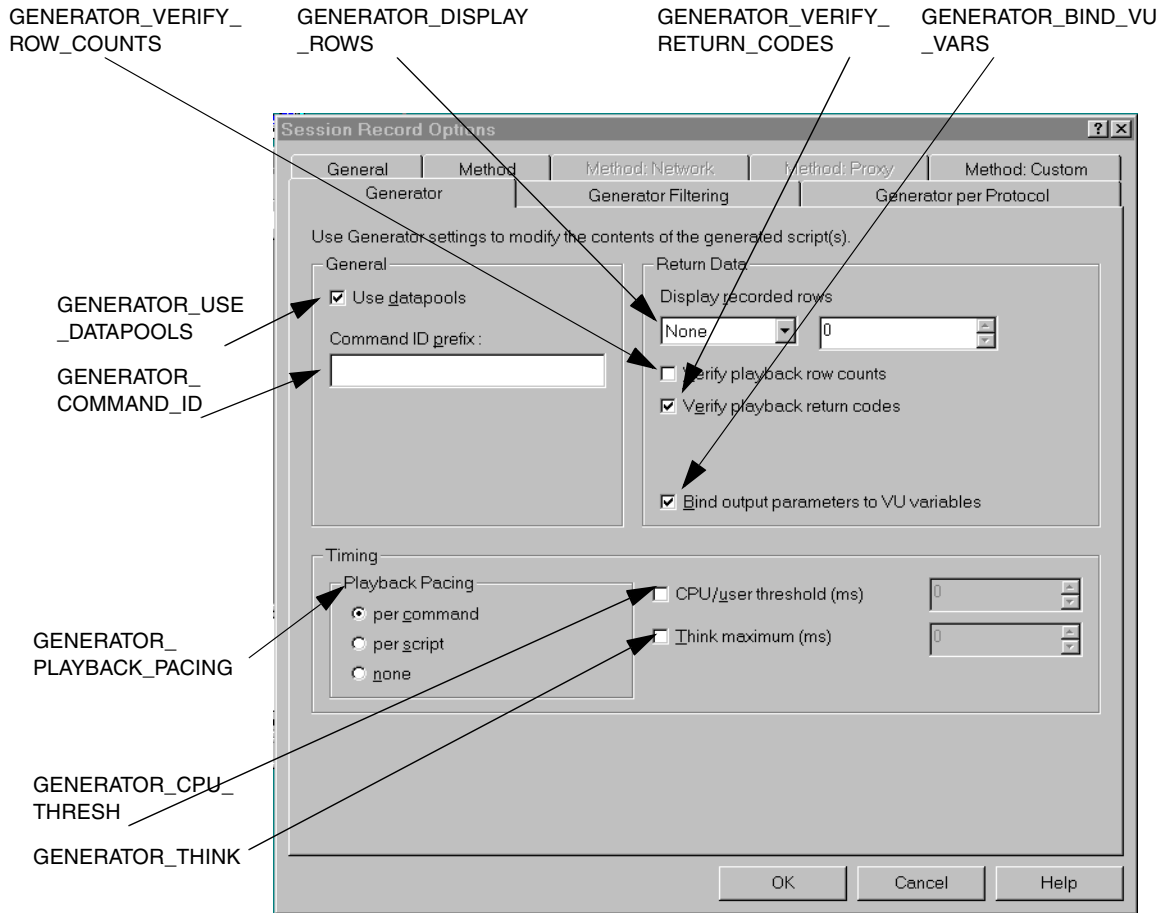 GENERATOR_VERIFY_
ROW_COUNTS
GENERATOR_DISPLAY
_ROWS
GENERATOR_VERIFY_
RETURN_CODES
GENERATOR_BIND_VU
_VARS
Session Record Options
General
Method
Method: Network
Method: Proxy
Method: Custom
Generator
Generator Filtering
Generator per Protocol
Use Generator settings to modify the contents of the generated script(s).
General
Use datapools
Command ID prefix :
Return Data
Display recorded rows
None
0
Verify playback row counts
Verify playback return codes
Bind output parameters to VU variables
GENERATOR_USE
_DATAPOOLS
GENERATOR_
COMMAND_ID
Timing
Playback Pacing
per command
per script
none
CPU/user threshold (ms)
0
Think maximum (ms)
0
GENERATOR_
PLAYBACK_PACING
GENERATOR_CPU_
THRESH
GENERATOR_THINK
OK
Cancel
Help